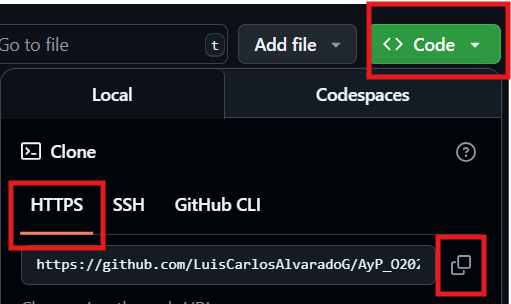 Go to file t Add file <> Code
Local Codespaces
Clone
HTTPS SSH GitHub CLI
https://github.com/LuisCarlosAlvaradoG/AyP_O202